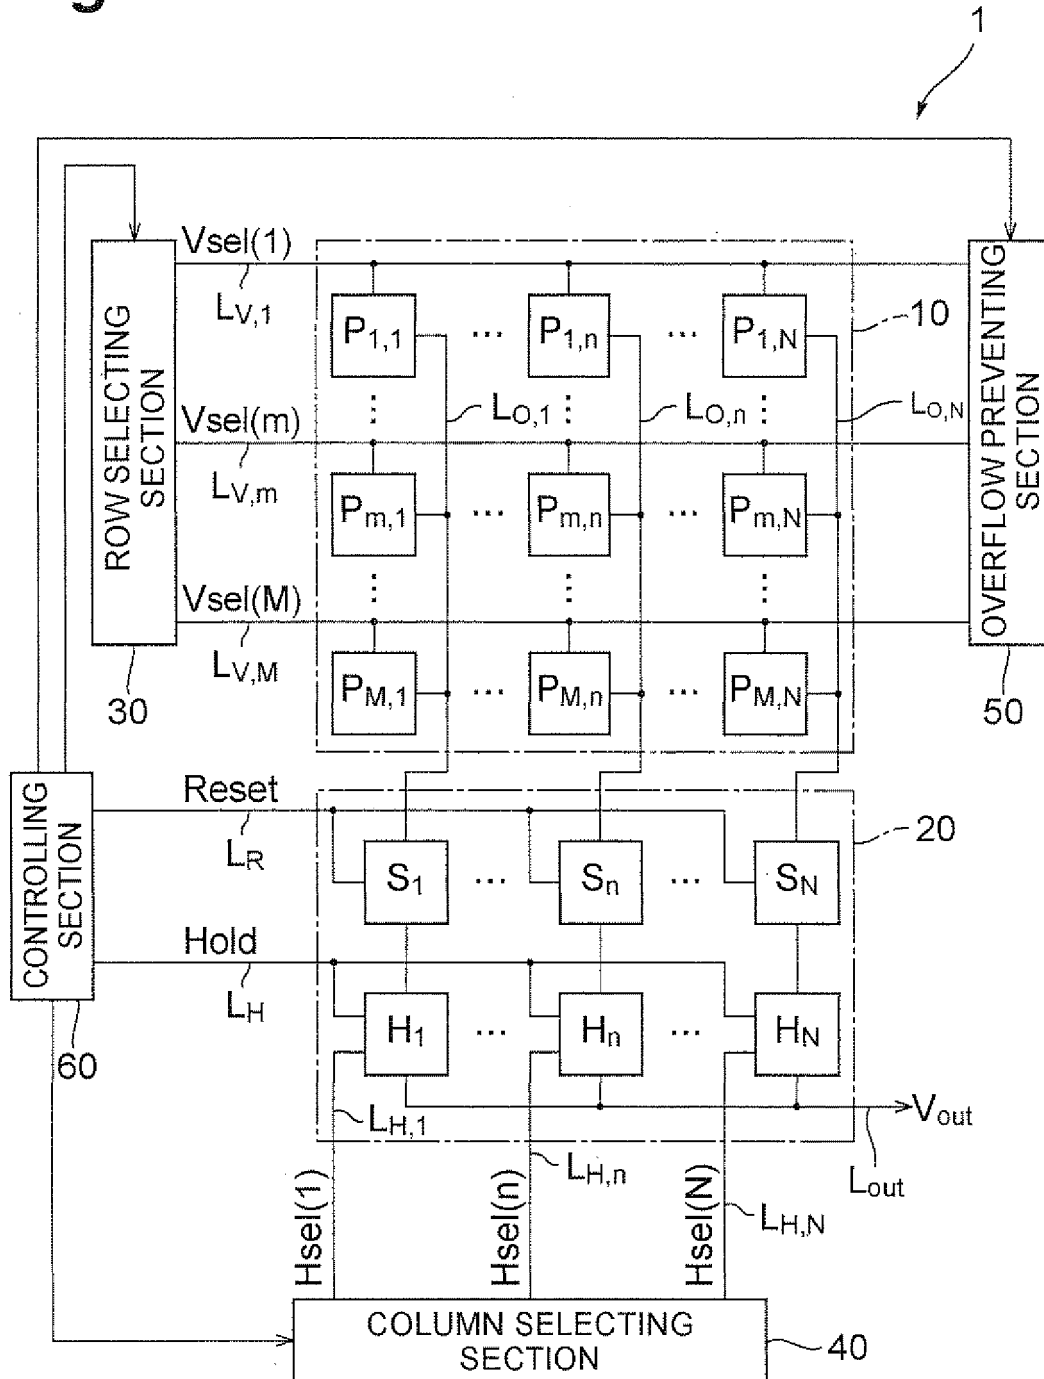 g
1
Vsel(1)
LV,1
P1,1 ... P1,n ... P1,N
10
ROW SELECTING
SECTION
OVERFLOW PREVENTING
SECTION
LO,1 LO,n LO,N
Vsel(m)
LV,m
Pm,1 ... Pm,n ... Pm,N
Vsel(M)
LV,M
PM,1 ... PM,n ... PM,N
30
50
CONTROLLING
SECTION
Reset
LR
20
S1 ... Sn ... SN
Hold
LH
60
H1 ... Hn ... HN
LH,1
Vout
LH,n
Lout
LH,N
Hsel(1)
Hsel(n)
Hsel(N)
COLUMN SELECTING
SECTION
40